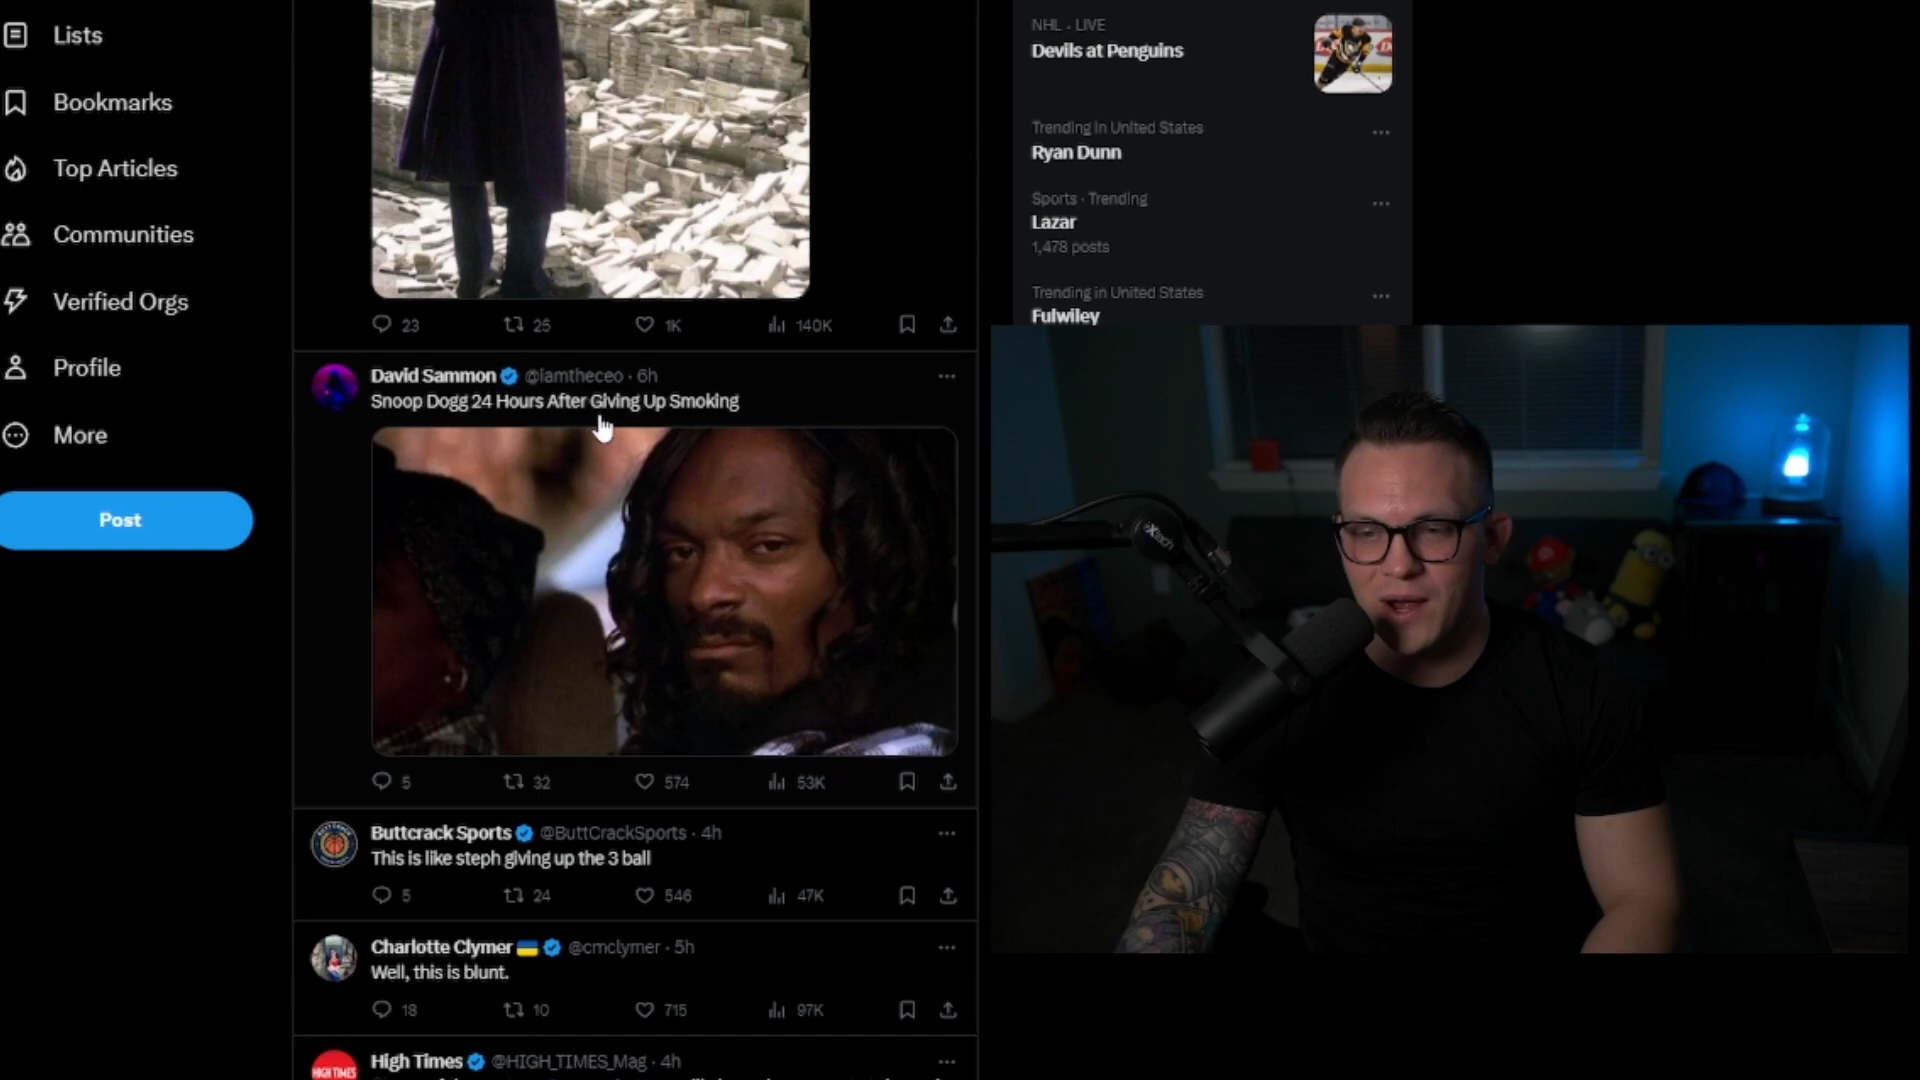 Lists
Bookmarks
Top Articles
Communities
Verified Orgs
Profile
More
Post
23 25 1K 140K
David Sammon @iamtheceo · 6h
Snoop Dogg 24 Hours After Giving Up Smoking
5 32 574 53K
Buttcrack Sports @ButtCrackSports · 4h
This is like steph giving up the 3 ball
5 24 546 47K
Charlotte Clymer @cmclymer · 5h
Well, this is blunt.
18 10 715 97K
HIGH TIMES
High Times @HIGH_TIMES_Mag · 4h
NHL · LIVE
Devils at Penguins
Trending in United States
Ryan Dunn
Sports · Trending
Lazar
1,478 posts
Trending in United States
Fulwiley